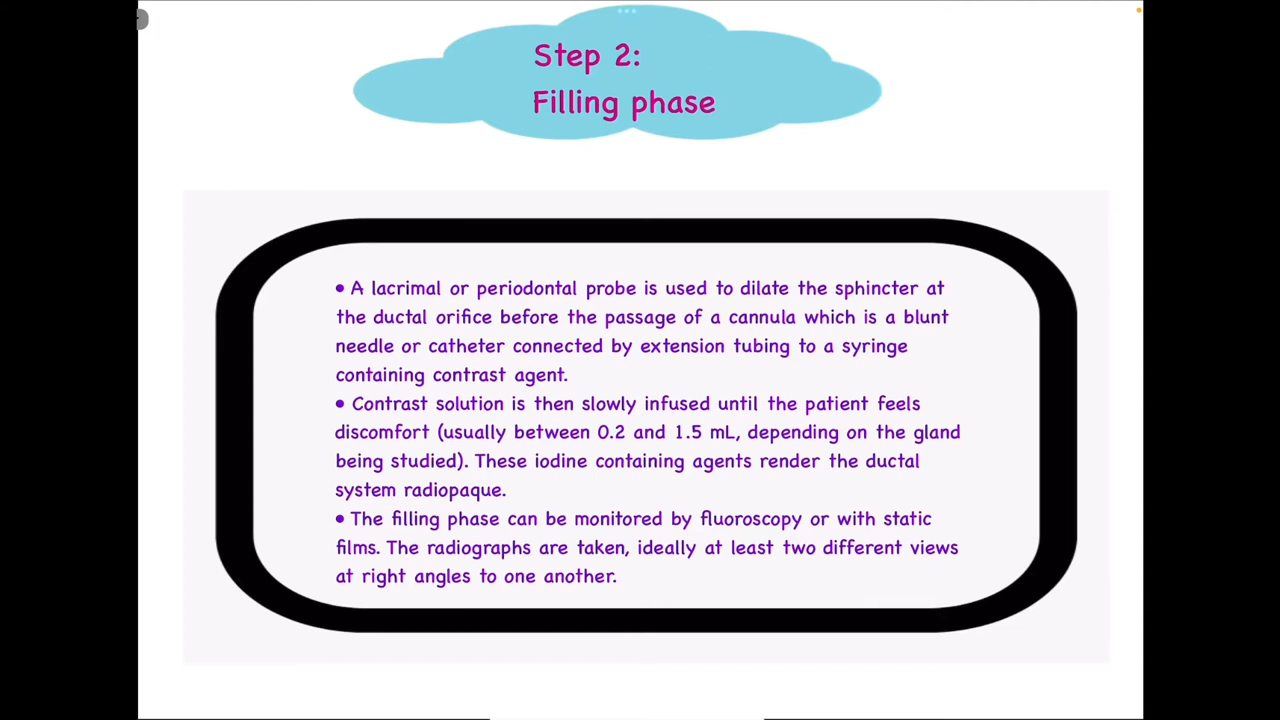 Step 2:
Filling phase
• A lacrimal or periodontal probe is used to dilate the sphincter at
the ductal orifice before the passage of a cannula which is a blunt
needle or catheter connected by extension tubing to a syringe
containing contrast agent.
• Contrast solution is then slowly infused until the patient feels
discomfort (usually between 0.2 and 1.5 mL, depending on the gland
being studied). These iodine containing agents render the ductal
system radiopaque.
• The filling phase can be monitored by fluoroscopy or with static
films. The radiographs are taken, ideally at least two different views
at right angles to one another.